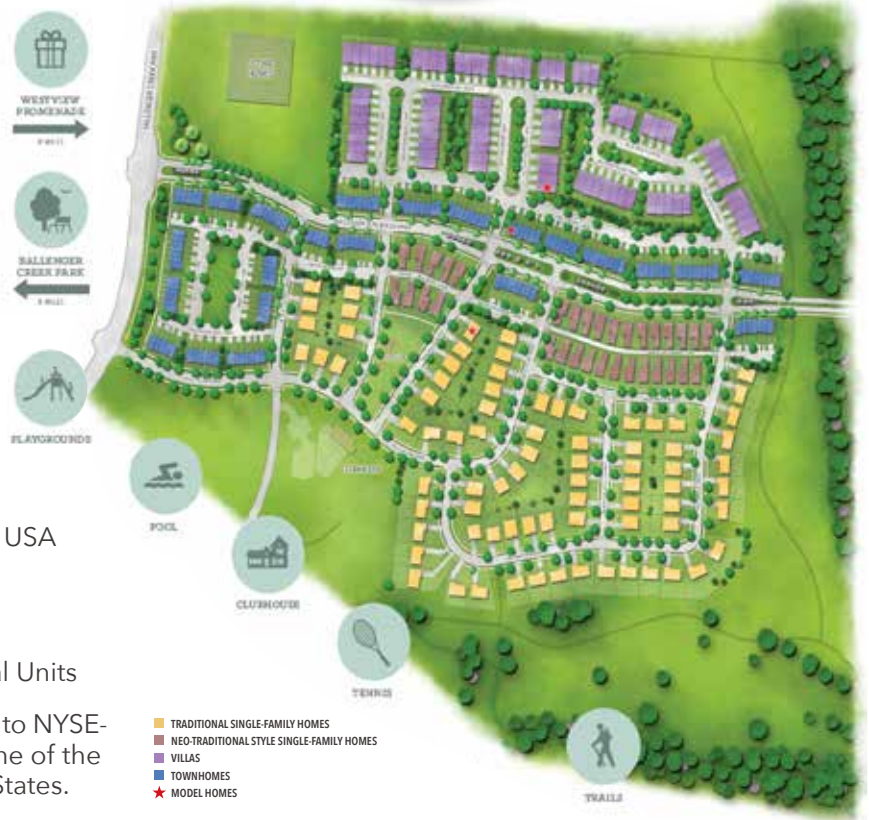 WESTVIEW
PROMENADE
BALLENGER
CREEK PARK
PLAYGROUNDS
POOL
CLUBHOUSE
TENNIS
TRAILS
USA
l Units
to NYSE-
ne of the
States.
TRADITIONAL SINGLE-FAMILY HOMES
NEO-TRADITIONAL STYLE SINGLE-FAMILY HOMES
VILLAS
TOWNHOMES
MODEL HOMES